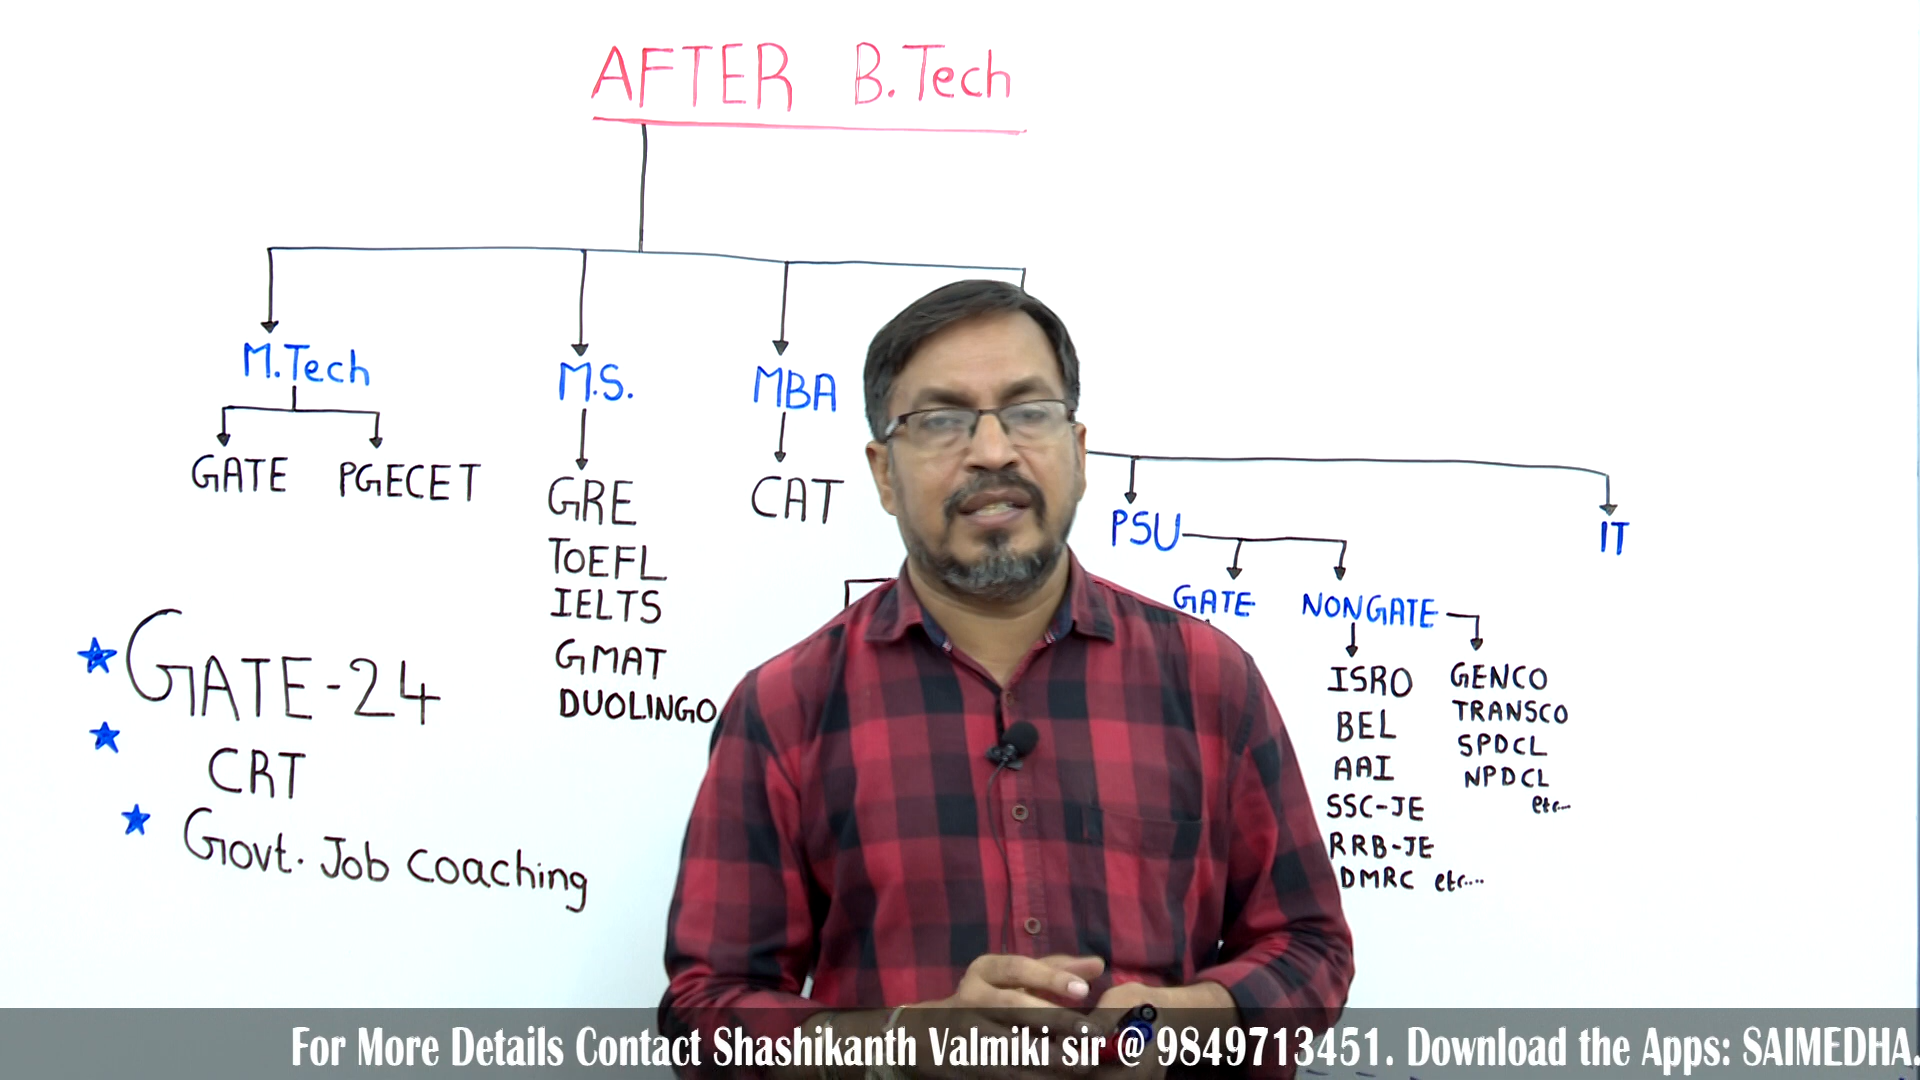 AFTER B.Tech
M.Tech
M.S.
MBA
GATE PGECET
GRE
TOEFL
IELTS
GMAT
DUOLINGO
CAT
PSU
IT
GATE
NONGATE
ISRO
BEL
AAI
SSC-JE
RRB-JE
DMRC etc....
GENCO
TRANSCO
SPDCL
NPDCL
etc...
GATE-24
CRT
Govt. Job coaching
For More Details Contact Shashikanth Valmiki sir @ 9849713451. Download the Apps: SAIMEDHA.